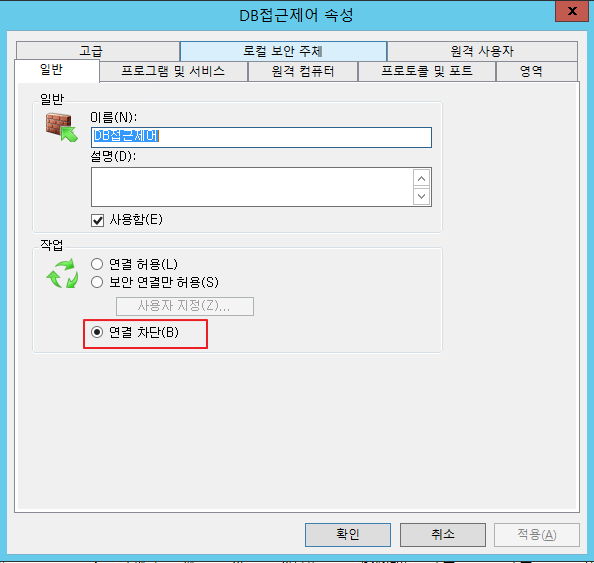 DB접근제어 속성
x
고급 로컬 보안 주체 원격 사용자
일반 프로그램 및 서비스 원격 컴퓨터 프로토콜 및 포트 영역
일반
이름(N):
DB접근제어
설명(D):
사용함(E)
작업
연결 허용(L)
보안 연결만 허용(S)
사용자 지정(Z)...
연결 차단(B)
확인 취소 적용(A)